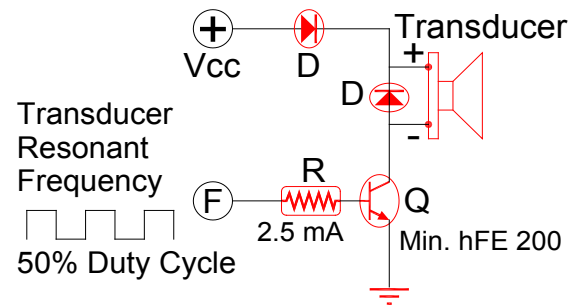 +
Vcc
D
Transducer
+
D
-
Transducer
Resonant
Frequency
F
R
2.5 mA
Q
Min. hFE 200
50% Duty Cycle